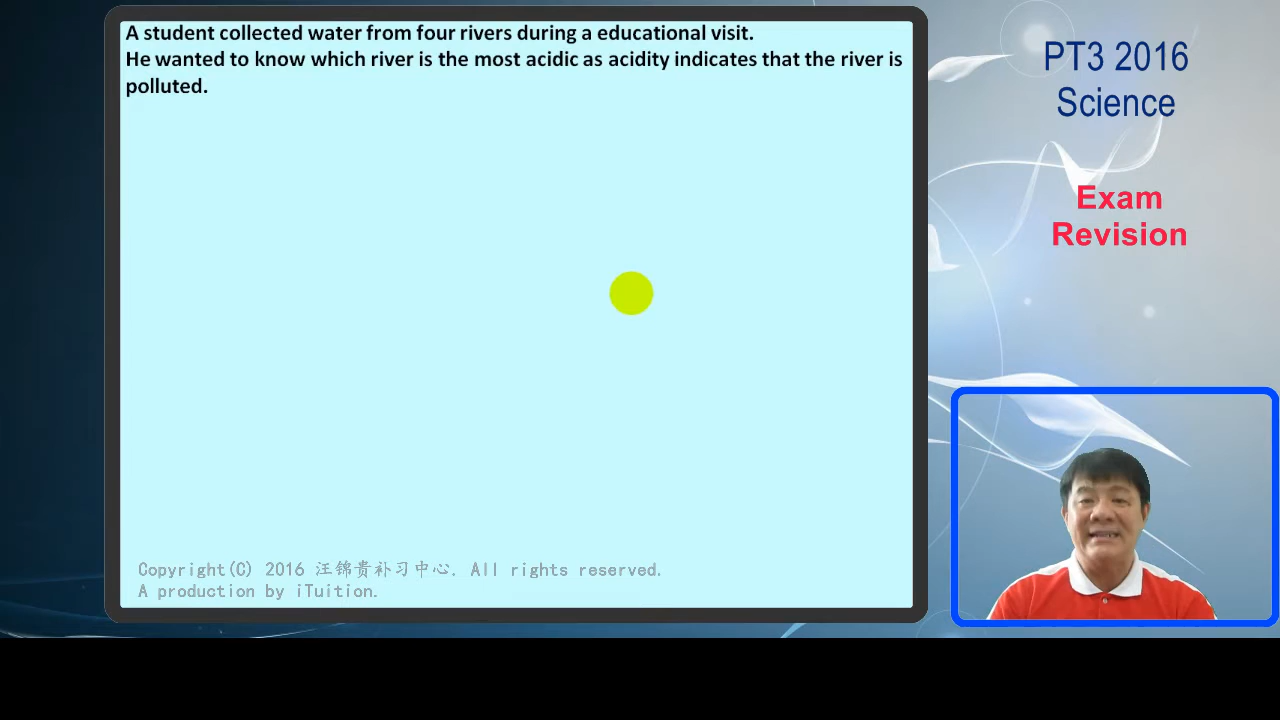 A student collected water from four rivers during a educational visit.
He wanted to know which river is the most acidic as acidity indicates that the river is
polluted.
PT3 2016
Science
Exam
Revision
Copyright(C) 2016 汪锦贵补习中心. All rights reserved.
A production by iTuition.